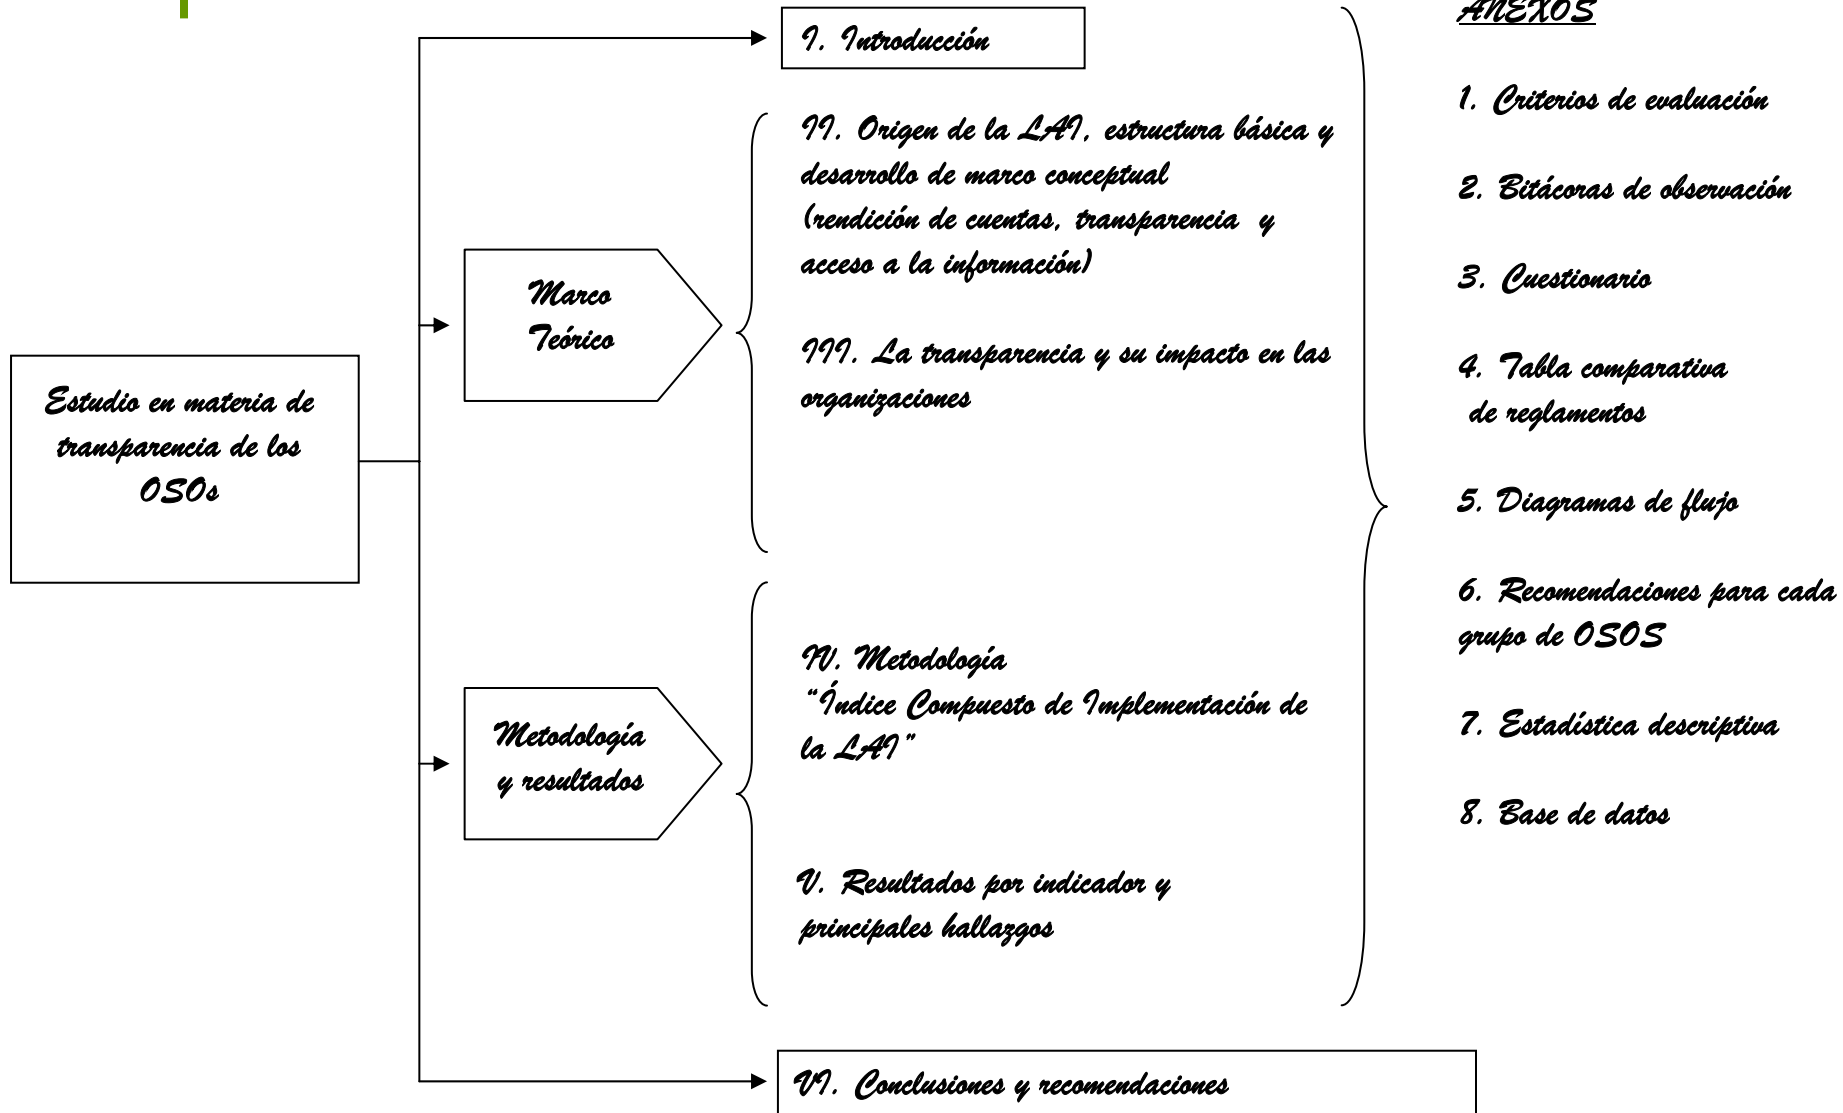 Estudio en materia de
transparencia de los
OSOs
I. Introducción
Marco
Teórico
II. Origen de la LAI, estructura básica y
desarrollo de marco conceptual
(rendición de cuentas, transparencia y
acceso a la información)
III. La transparencia y su impacto en las
organizaciones
Metodología
y resultados
IV. Metodología
“Índice Compuesto de Implementación de
la LAI”
V. Resultados por indicador y
principales hallazgos
VI. Conclusiones y recomendaciones
ANEXOS
1. Criterios de evaluación
2. Bitácoras de observación
3. Cuestionario
4. Tabla comparativa
de reglamentos
5. Diagramas de flujo
6. Recomendaciones para cada
grupo de OSOS
7. Estadística descriptiva
8. Base de datos